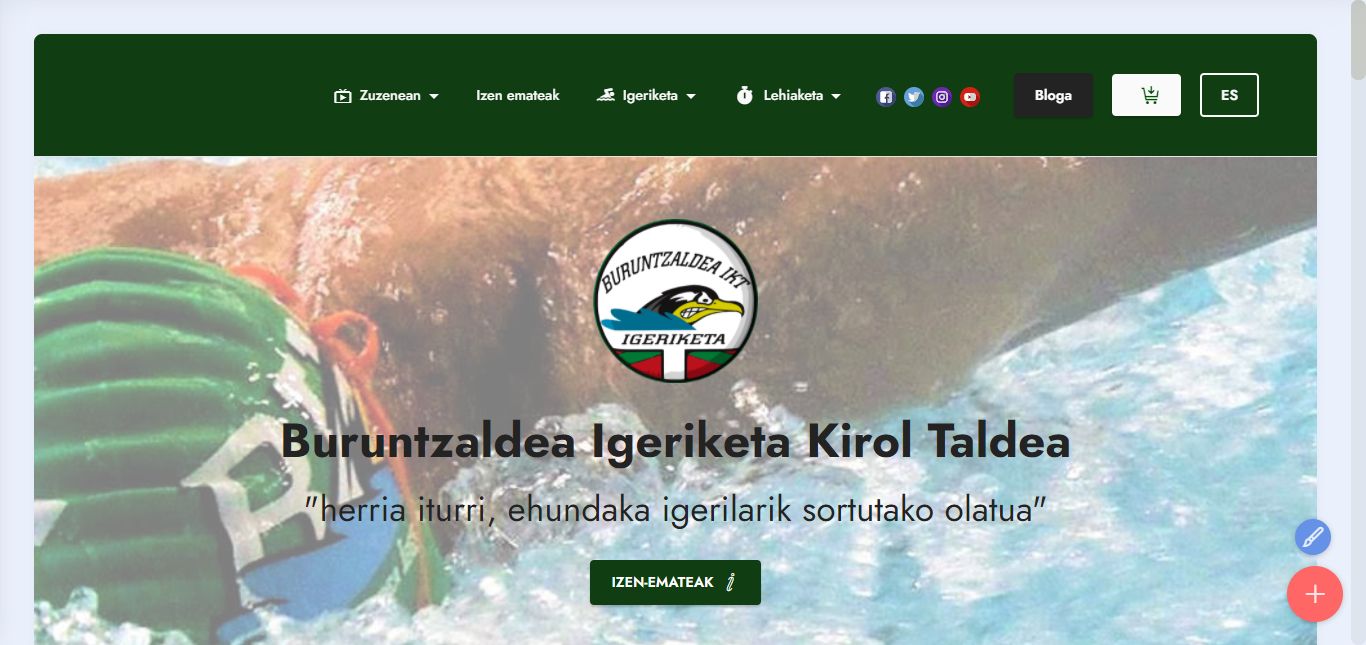 Zuzenean
Izen emateak
Igeriketa
Lehiaketa
Bloga
ES
BURUNTZALDEA IKT
IGERIKETA
Buruntzaldea Igeriketa Kirol Taldea
"herria iturri, ehundaka igerilarik sortutako olatua"
IZEN-EMATEAK i